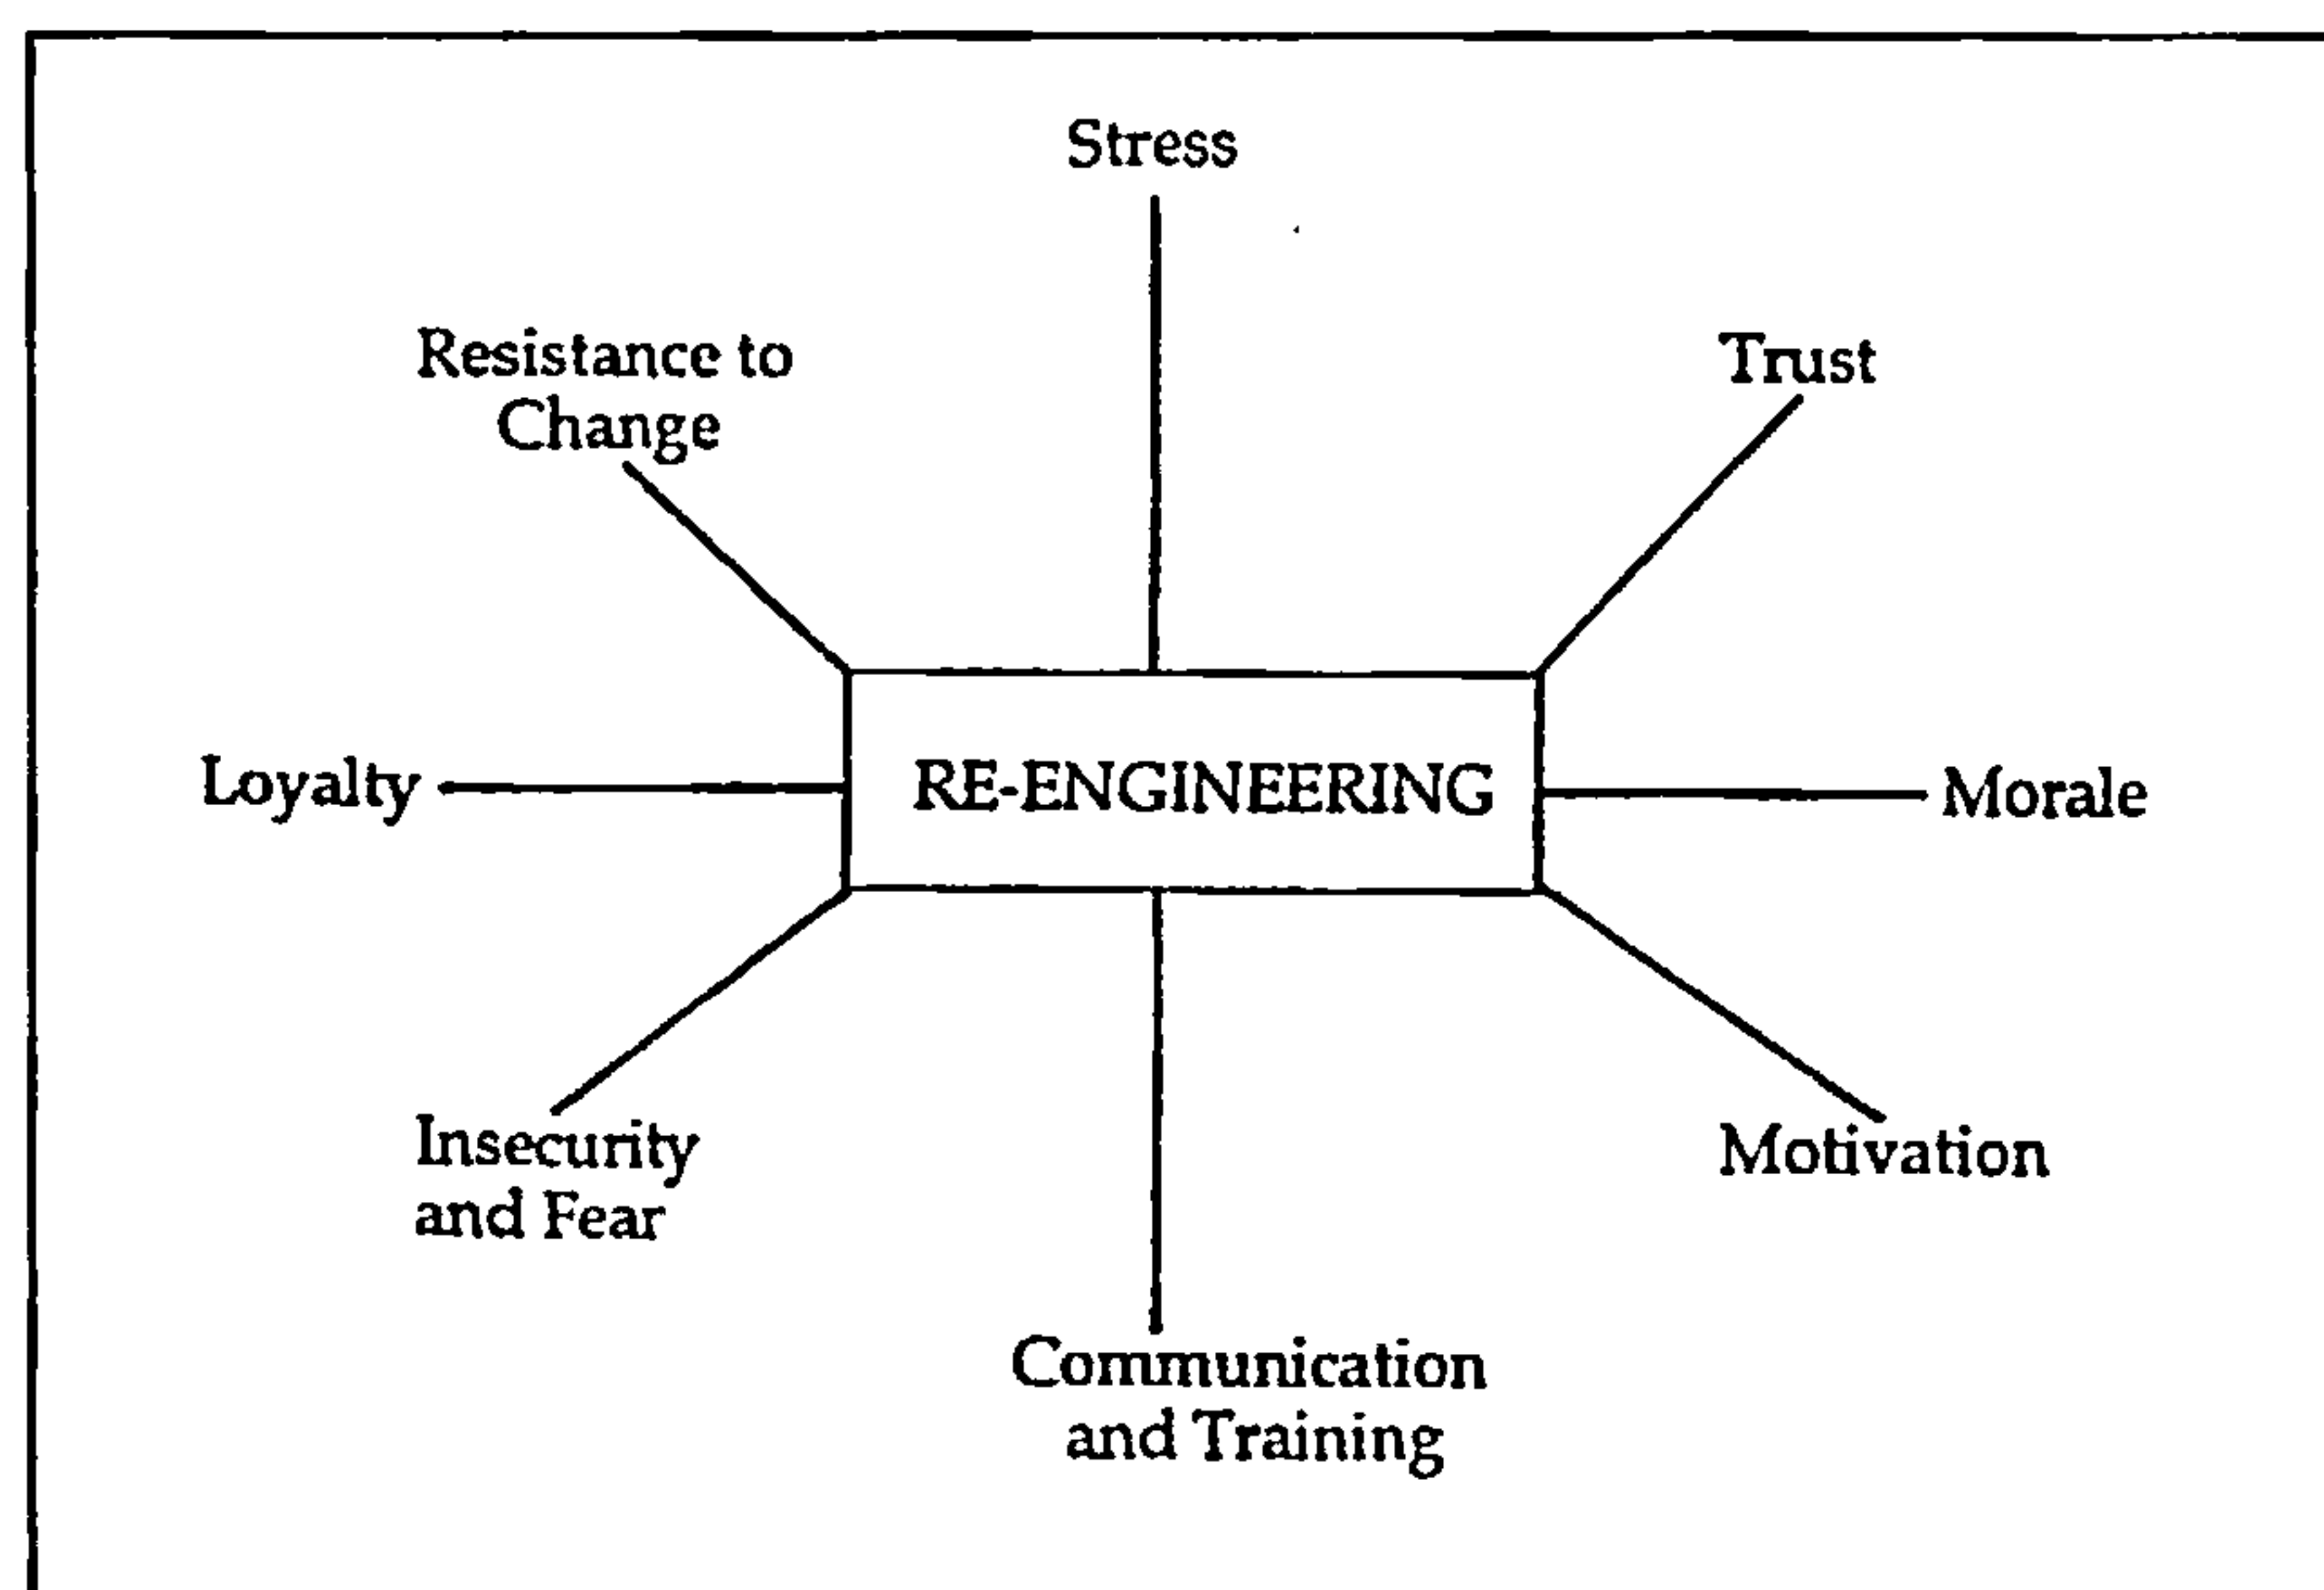 Stress
Resistance to
Change
Trust
Loyalty
RE-ENGINEERING
Morale
Insecurity
and Fear
Motivation
Communication
and Training